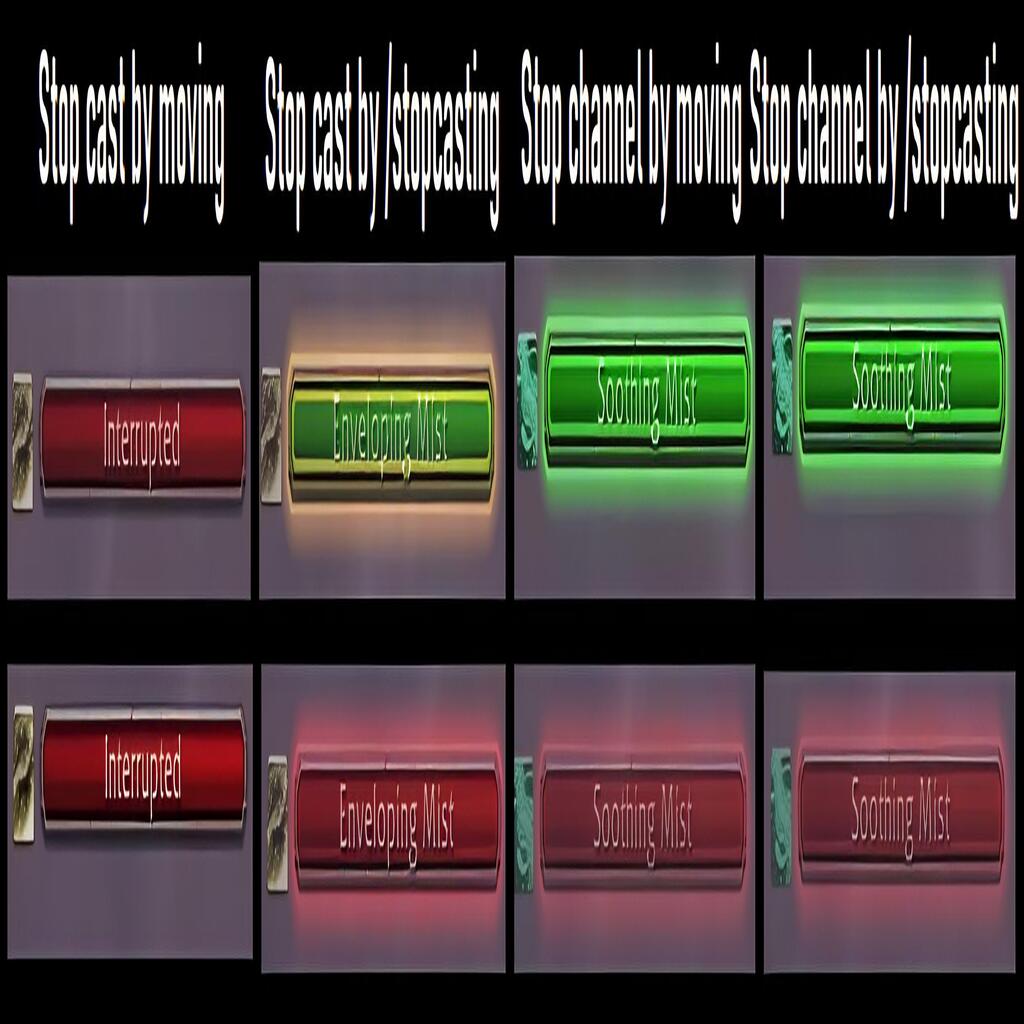 Stop cast by moving
Stop cast by /stopcasting
Stop channel by moving
Stop channel by /stopcasting
Interrupted
Enveloping Mist
Soothing Mist
Soothing Mist
Interrupted
Enveloping Mist
Soothing Mist
Soothing Mist